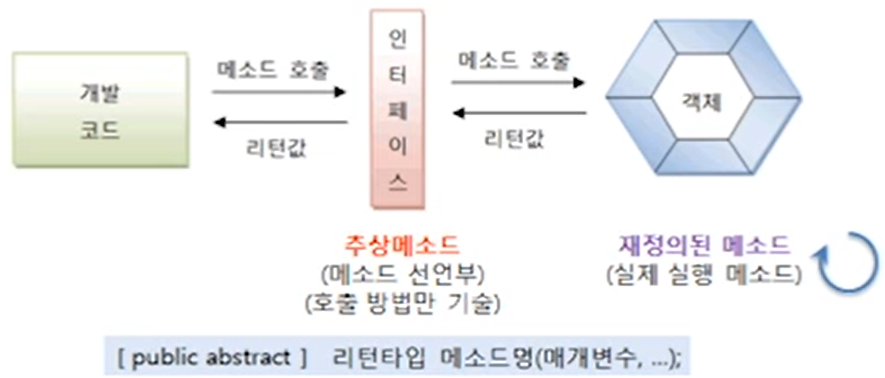 개발
코드
메소드 호출
리턴값
인
터
페
이
스
메소드 호출
리턴값
객체
추상메소드
(메소드 선언부)
(호출 방법만 기술)
재정의된 메소드
(실제 실행 메소드)
[ public abstract ] 리턴타입 메소드명(매개변수, ...);